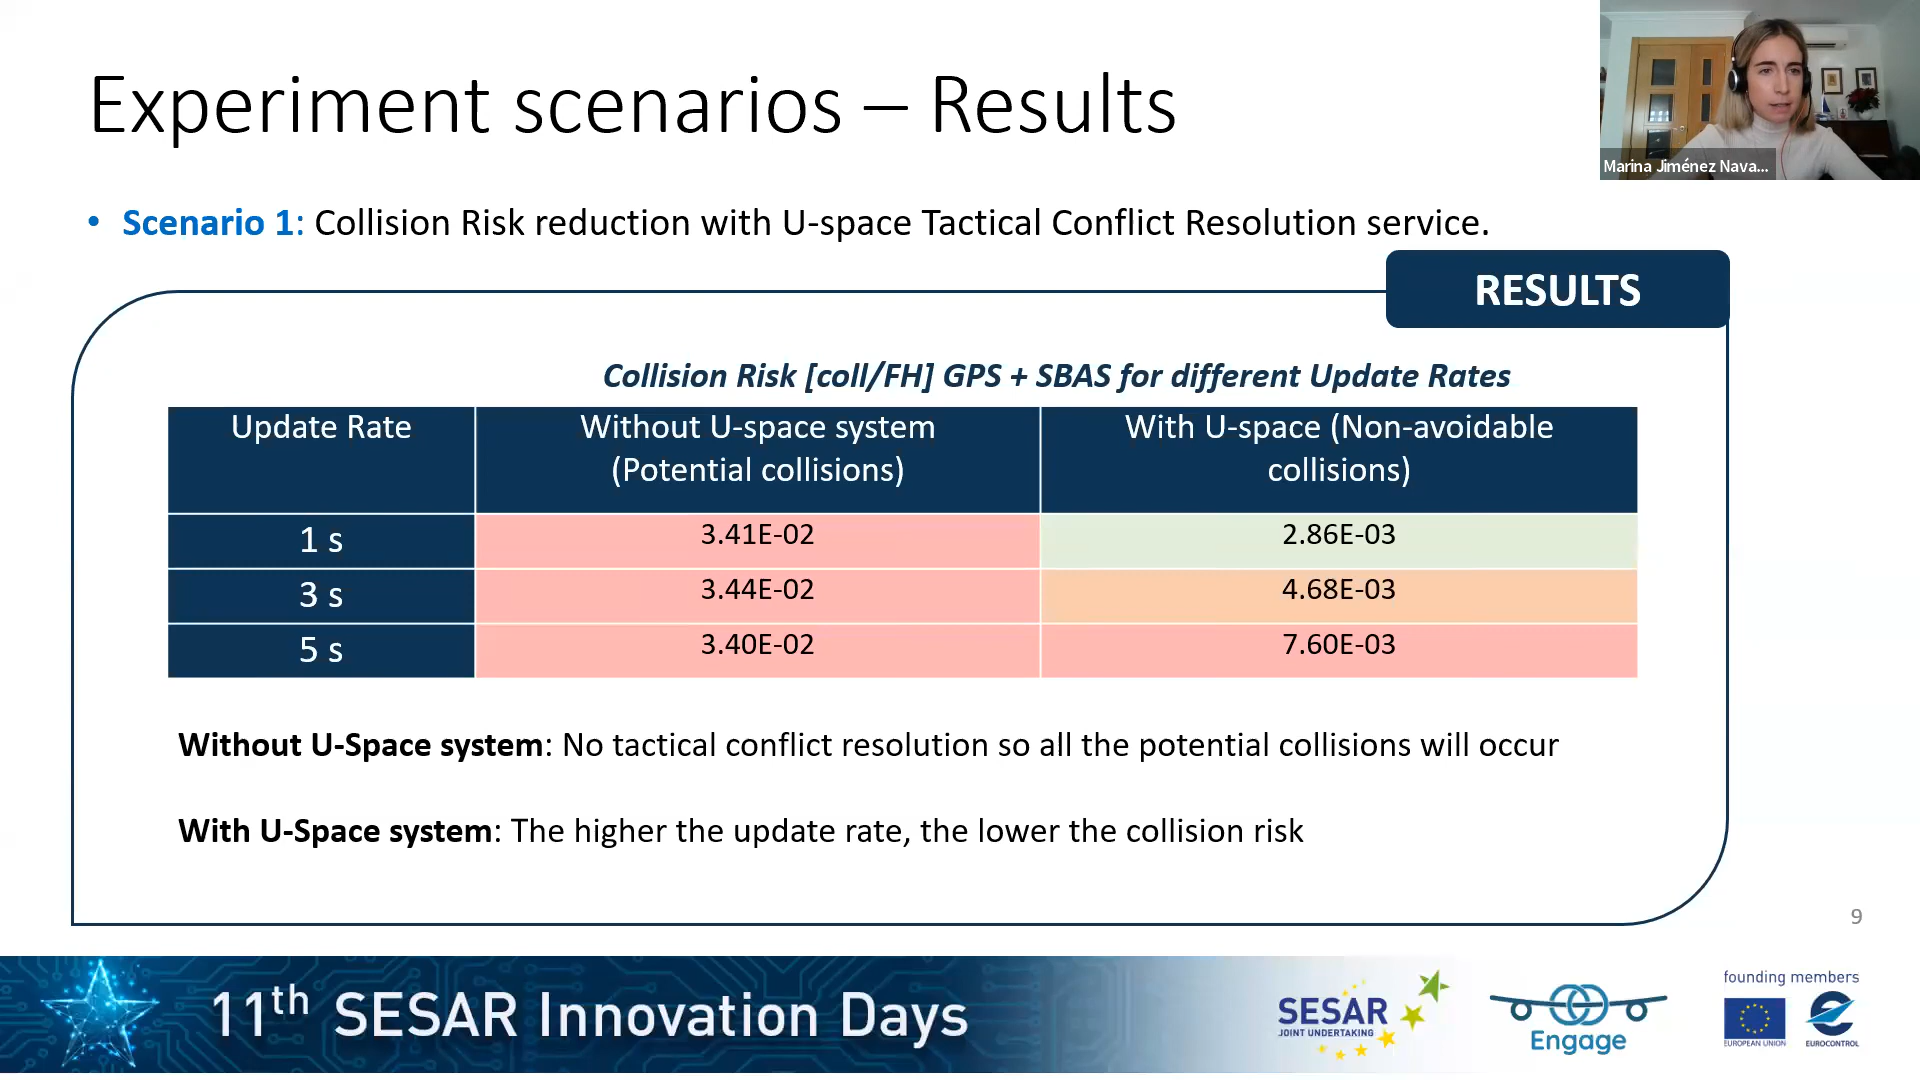 Experiment scenarios – Results
Marina Jiménez Nava...
• Scenario 1: Collision Risk reduction with U-space Tactical Conflict Resolution service.
RESULTS
Collision Risk [coll/FH] GPS + SBAS for different Update Rates
Update Rate
Without U-space system
(Potential collisions)
With U-space (Non-avoidable
collisions)
1 s
3.41E-02
2.86E-03
3 s
3.44E-02
4.68E-03
5 s
3.40E-02
7.60E-03
Without U-Space system: No tactical conflict resolution so all the potential collisions will occur
With U-Space system: The higher the update rate, the lower the collision risk
9
11th SESAR Innovation Days
SESAR
JOINT UNDERTAKING
Engage
founding members
EUROPEAN UNION
EUROCONTROL